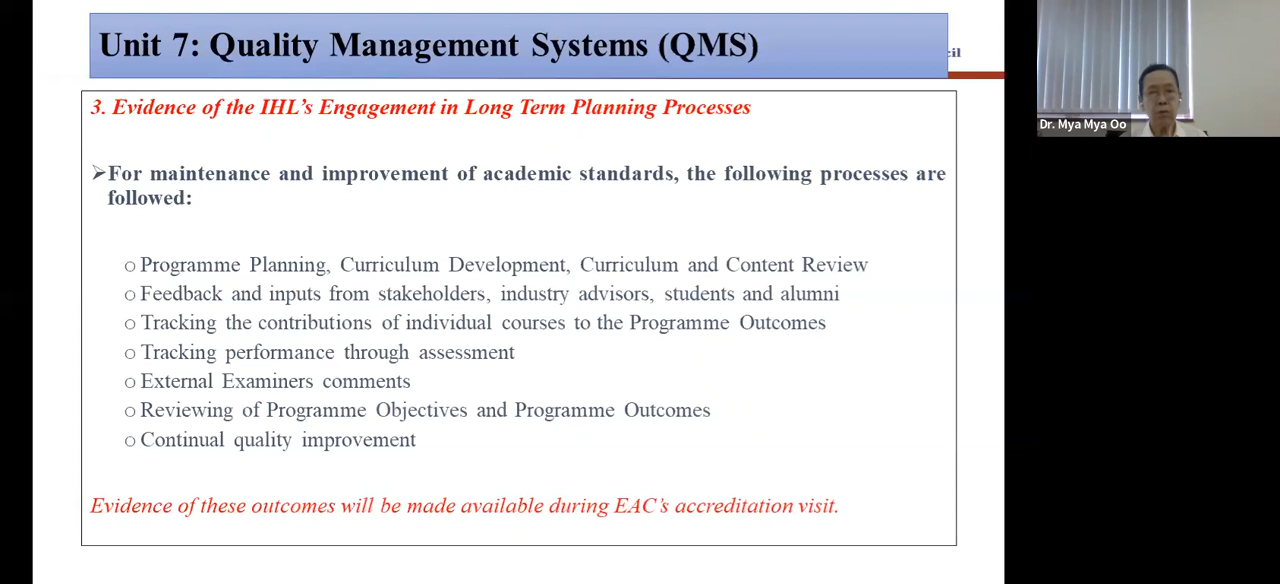 Unit 7: Quality Management Systems (QMS)
3. Evidence of the IHL's Engagement in Long Term Planning Processes
➢For maintenance and improvement of academic standards, the following processes are
followed:
o Programme Planning, Curriculum Development, Curriculum and Content Review
o Feedback and inputs from stakeholders, industry advisors, students and alumni
o Tracking the contributions of individual courses to the Programme Outcomes
o Tracking performance through assessment
o External Examiners comments
o Reviewing of Programme Objectives and Programme Outcomes
o Continual quality improvement
Evidence of these outcomes will be made available during EAC's accreditation visit.
Dr. Mya Mya Oo